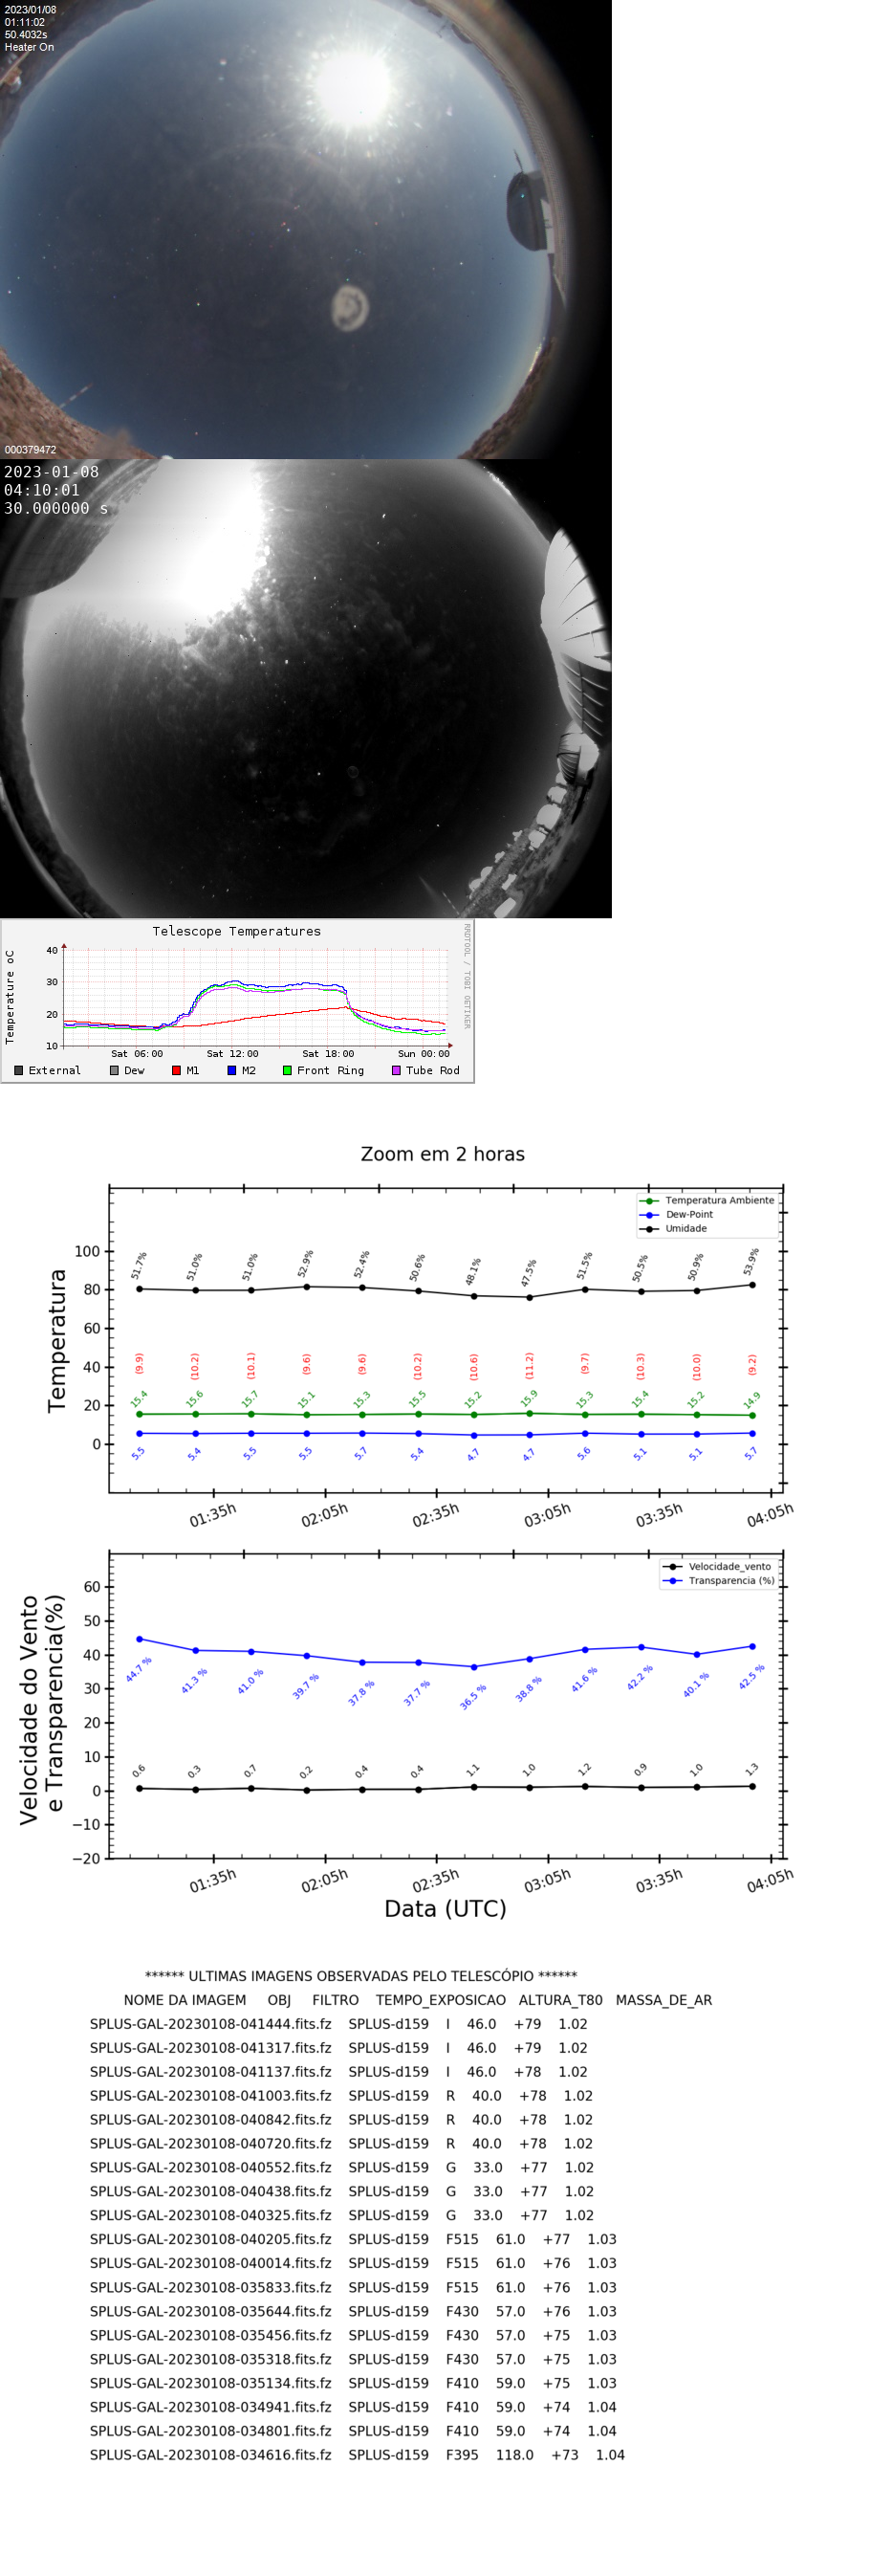 2023/01/08
01:11:02
50.4032s
Heater On
000379472
2023-01-08
04:10:01
30.000000 s
Telescope Temperatures
Temperature oC
RRDTOOL / TOBI OETIKER
40
30
20
10
Sat 06:00 Sat 12:00 Sat 18:00 Sun 00:00
External Dew M1 M2 Front Ring Tube Rod
Zoom em 2 horas
Temperatura Ambiente
Dew-Point
Umidade
Temperatura
100
80
60
40
20
0
51.7% 51.0% 51.0% 52.9% 52.4% 50.6% 48.1% 47.5% 51.5% 50.5% 50.9% 53.9%
(9.9) (10.2) (10.1) (9.6) (9.6) (10.2) (10.6) (11.2) (9.7) (10.3) (10.0) (9.2)
15.4 15.6 15.7 15.1 15.3 15.5 15.2 15.9 15.3 15.4 15.2 14.9
5.5 5.4 5.5 5.5 5.7 5.4 4.7 4.7 5.6 5.1 5.1 5.7
01:35h 02:05h 02:35h 03:05h 03:35h 04:05h
Velocidade_vento
Transparencia (%)
Velocidade do Vento
e Transparencia(%)
60
50
40
30
20
10
0
−10
−20
44.7 % 41.3 % 41.0 % 39.7 % 37.8 % 37.7 % 36.5 % 38.8 % 41.6 % 42.2 % 40.1 % 42.5 %
0.6 0.3 0.7 0.2 0.4 0.4 1.1 1.0 1.2 0.9 1.0 1.3
01:35h 02:05h 02:35h 03:05h 03:35h 04:05h
Data (UTC)
****** ULTIMAS IMAGENS OBSERVADAS PELO TELESCÓPIO ******
NOME DA IMAGEM OBJ FILTRO TEMPO_EXPOSICAO ALTURA_T80 MASSA_DE_AR
SPLUS-GAL-20230108-041444.fits.fz SPLUS-d159 I 46.0 +79 1.02
SPLUS-GAL-20230108-041317.fits.fz SPLUS-d159 I 46.0 +79 1.02
SPLUS-GAL-20230108-041137.fits.fz SPLUS-d159 I 46.0 +78 1.02
SPLUS-GAL-20230108-041003.fits.fz SPLUS-d159 R 40.0 +78 1.02
SPLUS-GAL-20230108-040842.fits.fz SPLUS-d159 R 40.0 +78 1.02
SPLUS-GAL-20230108-040720.fits.fz SPLUS-d159 R 40.0 +78 1.02
SPLUS-GAL-20230108-040552.fits.fz SPLUS-d159 G 33.0 +77 1.02
SPLUS-GAL-20230108-040438.fits.fz SPLUS-d159 G 33.0 +77 1.02
SPLUS-GAL-20230108-040325.fits.fz SPLUS-d159 G 33.0 +77 1.02
SPLUS-GAL-20230108-040205.fits.fz SPLUS-d159 F515 61.0 +77 1.03
SPLUS-GAL-20230108-040014.fits.fz SPLUS-d159 F515 61.0 +76 1.03
SPLUS-GAL-20230108-035833.fits.fz SPLUS-d159 F515 61.0 +76 1.03
SPLUS-GAL-20230108-035644.fits.fz SPLUS-d159 F430 57.0 +76 1.03
SPLUS-GAL-20230108-035456.fits.fz SPLUS-d159 F430 57.0 +75 1.03
SPLUS-GAL-20230108-035318.fits.fz SPLUS-d159 F430 57.0 +75 1.03
SPLUS-GAL-20230108-035134.fits.fz SPLUS-d159 F410 59.0 +75 1.03
SPLUS-GAL-20230108-034941.fits.fz SPLUS-d159 F410 59.0 +74 1.04
SPLUS-GAL-20230108-034801.fits.fz SPLUS-d159 F410 59.0 +74 1.04
SPLUS-GAL-20230108-034616.fits.fz SPLUS-d159 F395 118.0 +73 1.04